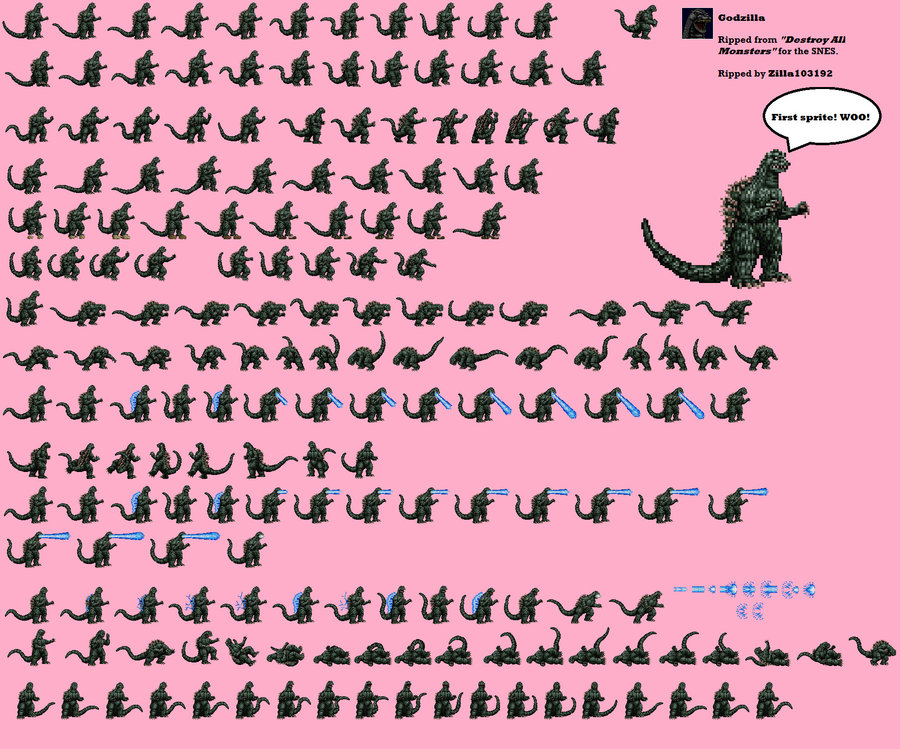 Godzilla
Ripped from "Destroy All
Monsters" for the SNES.
Ripped by Zilla103192
First sprite! WOO!